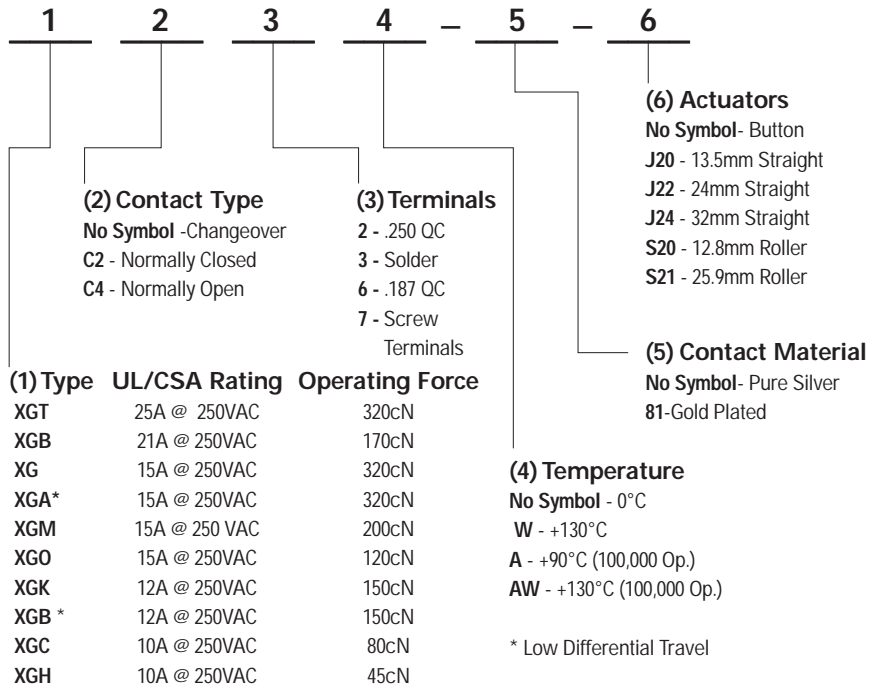 1 2 3 4 – 5 – 6
(6) Actuators
No Symbol- Button
J20 - 13.5mm Straight
J22 - 24mm Straight
J24 - 32mm Straight
S20 - 12.8mm Roller
S21 - 25.9mm Roller
(2) Contact Type
No Symbol -Changeover
C2 - Normally Closed
C4 - Normally Open
(3) Terminals
2 - .250 QC
3 - Solder
6 - .187 QC
7 - Screw
Terminals
(5) Contact Material
No Symbol- Pure Silver
81-Gold Plated
(1) Type UL/CSA Rating Operating Force
XGT 25A @ 250VAC 320cN
XGB 21A @ 250VAC 170cN
XG 15A @ 250VAC 320cN
XGA* 15A @ 250VAC 320cN
XGM 15A @ 250 VAC 200cN
XGO 15A @ 250VAC 120cN
XGK 12A @ 250VAC 150cN
XGB * 12A @ 250VAC 150cN
XGC 10A @ 250VAC 80cN
XGH 10A @ 250VAC 45cN
(4) Temperature
No Symbol - 0°C
W - +130°C
A - +90°C (100,000 Op.)
AW - +130°C (100,000 Op.)
* Low Differential Travel